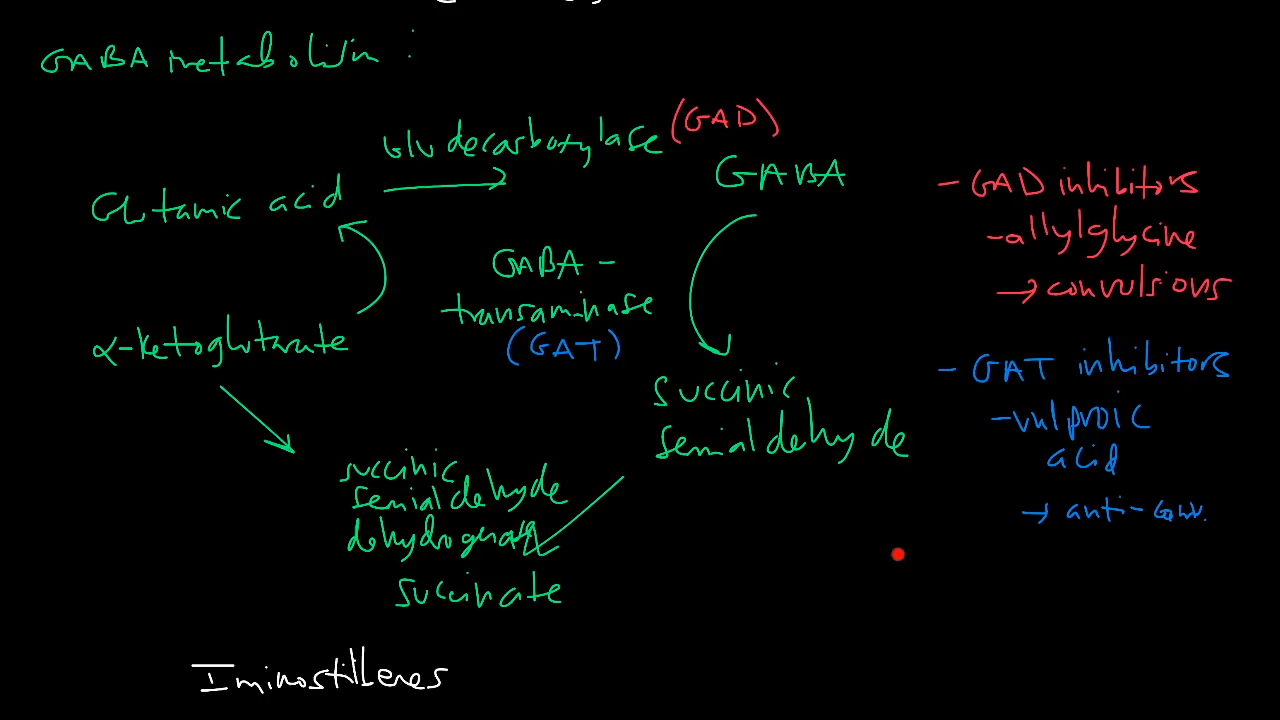 GABA metabolism :
Glu decarboxylase (GAD)
Glutamic acid
GABA
GABA-
transaminase
(GAT)
α-ketoglutarate
succinic
semialdehyde
succinic
semialdehyde
dehydrogenase
succinate
- GAD inhibitors
- allylglycine
→ convulsions
- GAT inhibitors
- valproic
acid
→ anti-conv.
Iminostilbenes